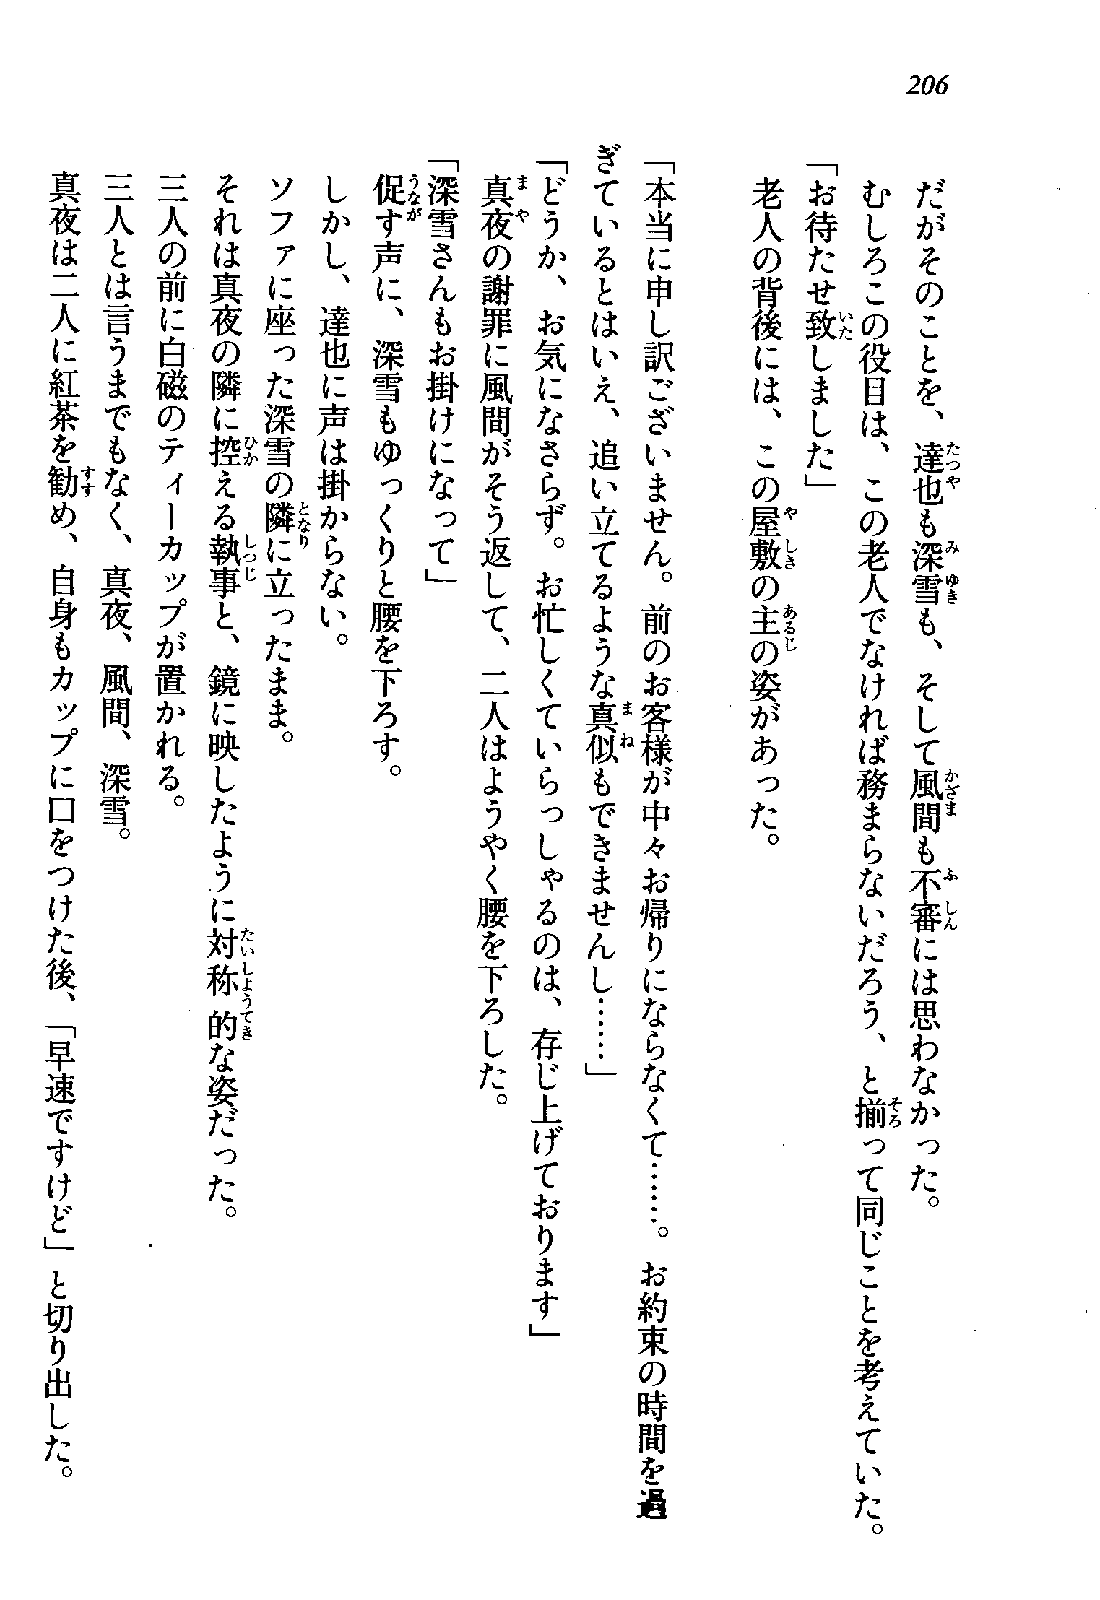 206
だがそのことを、達也も深雪も、そして風間も不審には思わなかった。
むしろこの役目は、この老人でなければ務まらないだろう、と揃って同じことを考えていた。
「お待たせ致しました」
老人の背後には、この屋敷の主の姿があった。
「本当に申し訳ございません。前のお客様が中々お帰りにならなくて……。お約束の時間を過
ぎているとはいえ、追い立てるような真似もできませんし……」
「どうか、お気になさらず。お忙しくていらっしゃるのは、存じ上げております」
真夜の謝罪に風間がそう返して、二人はようやく腰を下ろした。
「深雪さんもお掛けになって」
促す声に、深雪もゆっくりと腰を下ろす。
しかし、達也に声は掛からない。
ソファに座った深雪の隣に立ったまま。
それは真夜の隣に控える執事と、鏡に映したように対称的な姿だった。
三人の前に白磁のティーカップが置かれる。
三人とは言うまでもなく、真夜、風間、深雪。
真夜は二人に紅茶を勧め、自身もカップに口をつけた後、「早速ですけど」と切り出した。